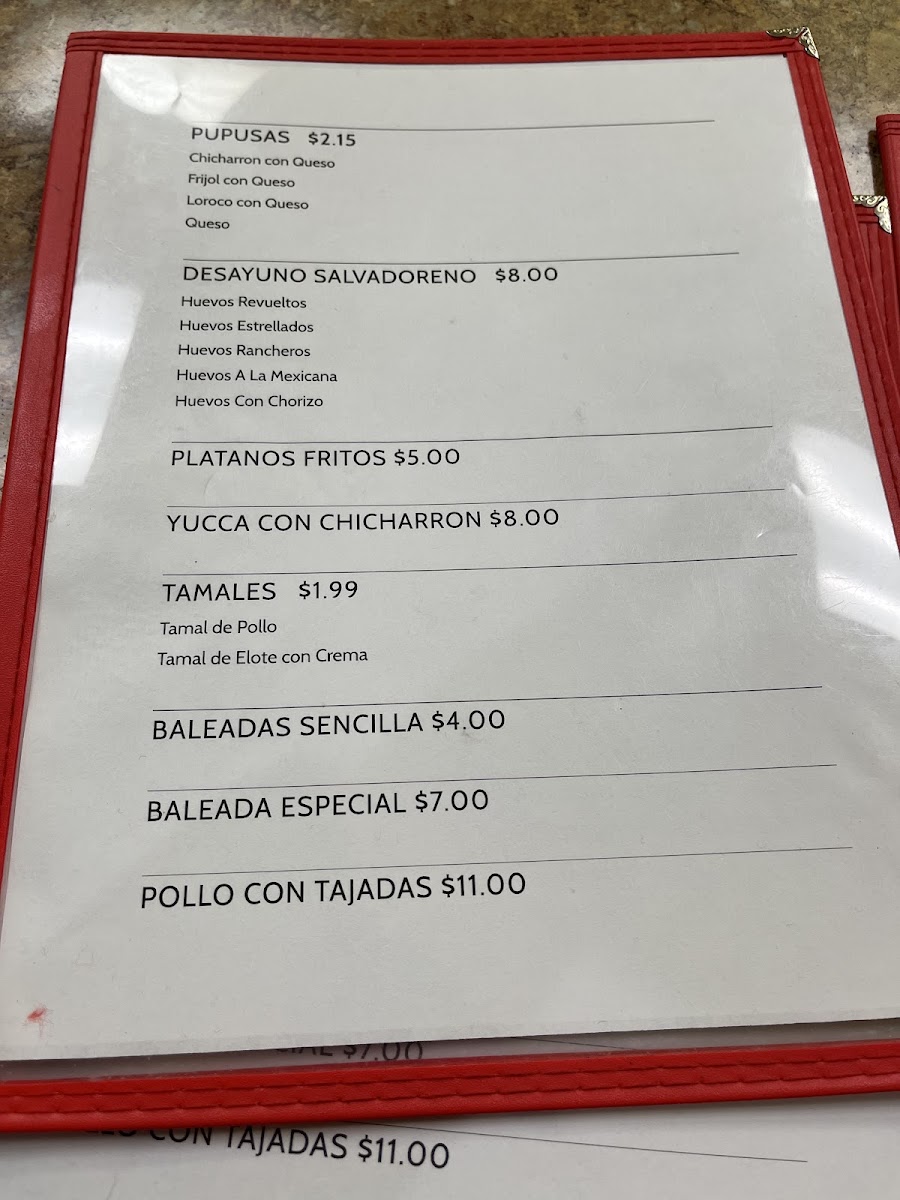 PUPUSAS $2.15
Chicharron con Queso
Frijol con Queso
Loroco con Queso
Queso
DESAYUNO SALVADORENO $8.00
Huevos Revueltos
Huevos Estrellados
Huevos Rancheros
Huevos A La Mexicana
Huevos Con Chorizo
PLATANOS FRITOS $5.00
YUCCA CON CHICHARRON $8.00
TAMALES $1.99
Tamal de Pollo
Tamal de Elote con Crema
BALEADAS SENCILLA $4.00
BALEADA ESPECIAL $7.00
POLLO CON TAJADAS $11.00
$7.00
CON TAJADAS $11.00